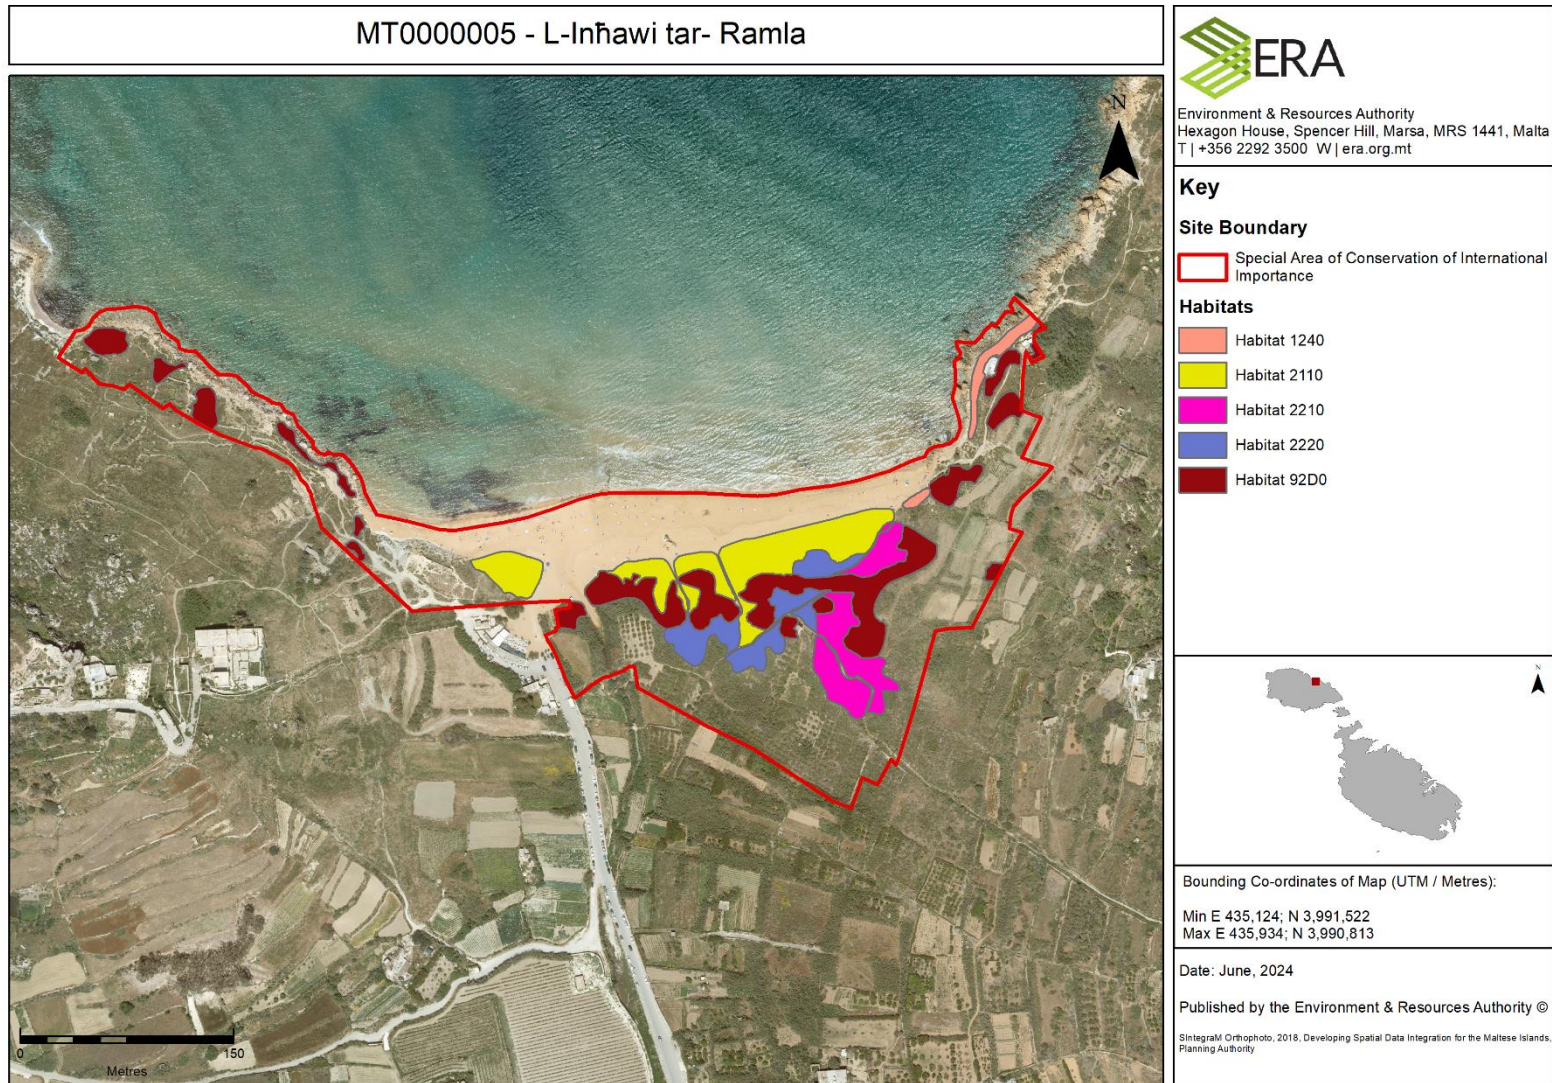 MT0000005 - L-Inħawi tar- Ramla
N
ERA
Environment & Resources Authority
Hexagon House, Spencer Hill, Marsa, MRS 1441, Malta
T | +356 2292 3500 W | era.org.mt
Key
Site Boundary
Special Area of Conservation of International
Importance
Habitats
Habitat 1240
Habitat 2110
Habitat 2210
Habitat 2220
Habitat 92D0
N
Bounding Co-ordinates of Map (UTM / Metres):
Min E 435,124; N 3,991,522
Max E 435,934; N 3,990,813
Date: June, 2024
Published by the Environment & Resources Authority ©
SIntegraM Orthophoto, 2018, Developing Spatial Data Integration for the Maltese Islands,
Planning Authority
0 150
Metres